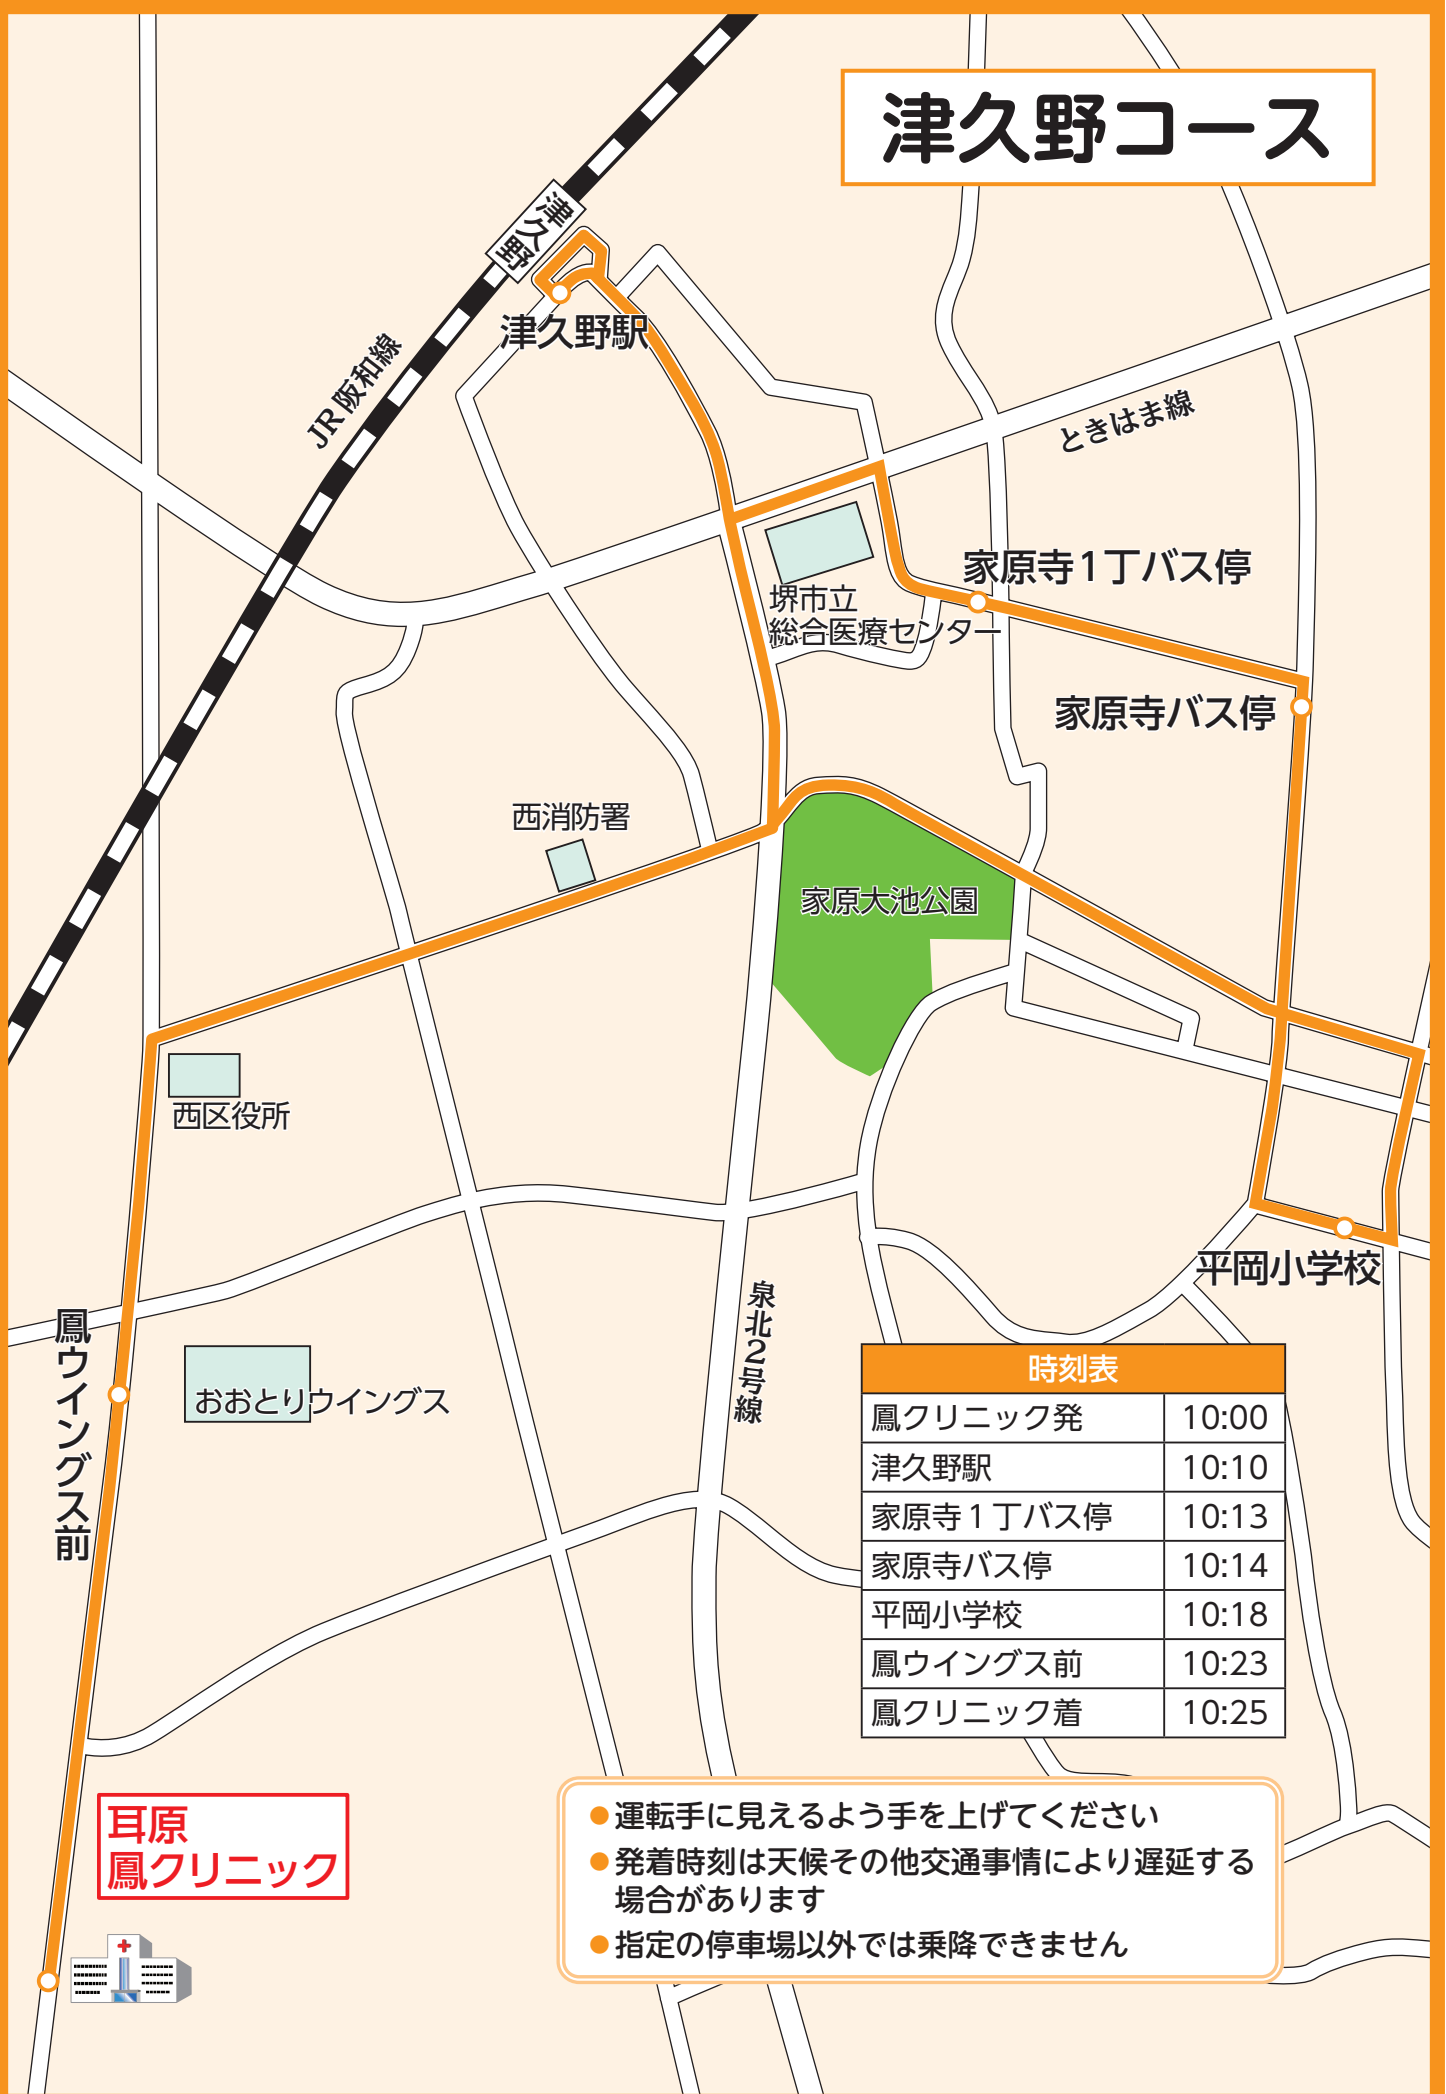 津久野コース
津久野
津久野駅
JR阪和線
ときはま線
家原寺1丁バス停
堺市立
総合医療センター
家原寺バス停
西消防署
家原大池公園
西区役所
平岡小学校
泉北2号線
鳳ウイングス前
おおとりウイングス
時刻表
鳳クリニック発 10:00
津久野駅 10:10
家原寺1丁バス停 10:13
家原寺バス停 10:14
平岡小学校 10:18
鳳ウイングス前 10:23
鳳クリニック着 10:25
耳原
鳳クリニック
●運転手に見えるよう手を上げてください
●発着時刻は天候その他交通事情により遅延する
場合があります
●指定の停車場以外では乗降できません